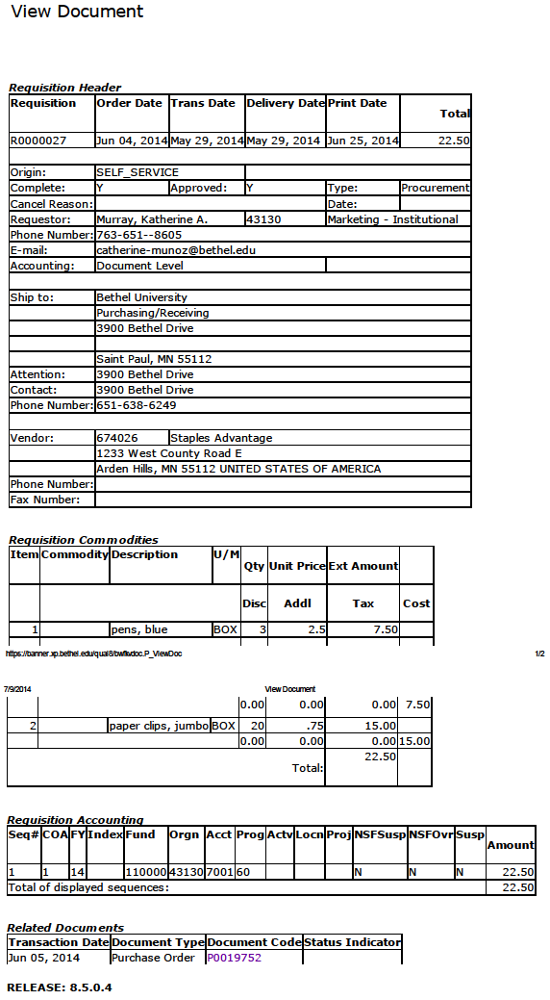 View Document
Requisition Header
Requisition Order Date Trans Date Delivery Date Print Date Total
R0000027 Jun 04, 2014 May 29, 2014 May 29, 2014 Jun 25, 2014 22.50
Origin: SELF_SERVICE
Complete: Y Approved: Y Type: Procurement
Cancel Reason: Date:
Requestor: Murray, Katherine A. 43130 Marketing - Institutional
Phone Number: 763-651--8605
E-mail: catherine-munoz@bethel.edu
Accounting: Document Level
Ship to: Bethel University
Purchasing/Receiving
3900 Bethel Drive
Saint Paul, MN 55112
Attention: 3900 Bethel Drive
Contact: 3900 Bethel Drive
Phone Number: 651-638-6249
Vendor: 674026 Staples Advantage
1233 West County Road E
Arden Hills, MN 55112 UNITED STATES OF AMERICA
Phone Number:
Fax Number:
Requisition Commodities
Item Commodity Description U/M Qty Unit Price Ext Amount
Disc Addl Tax Cost
1 pens, blue BOX 3 2.5 7.50
https://banner.xp.bethel.edu/qual8/bwfkvdoc.P_ViewDoc 1/2
7/9/2014 View Document
0.00 0.00 0.00 7.50
2 paper clips, jumbo BOX 20 .75 15.00
0.00 0.00 0.00 15.00
Total: 22.50
Requisition Accounting
Seq# COA FY Index Fund Orgn Acct Prog Actv Locn Proj NSFSusp NSFOvr Susp Amount
1 1 14 110000 43130 7001 60 N N N 22.50
Total of displayed sequences: 22.50
Related Documents
Transaction Date Document Type Document Code Status Indicator
Jun 05, 2014 Purchase Order P0019752
RELEASE: 8.5.0.4